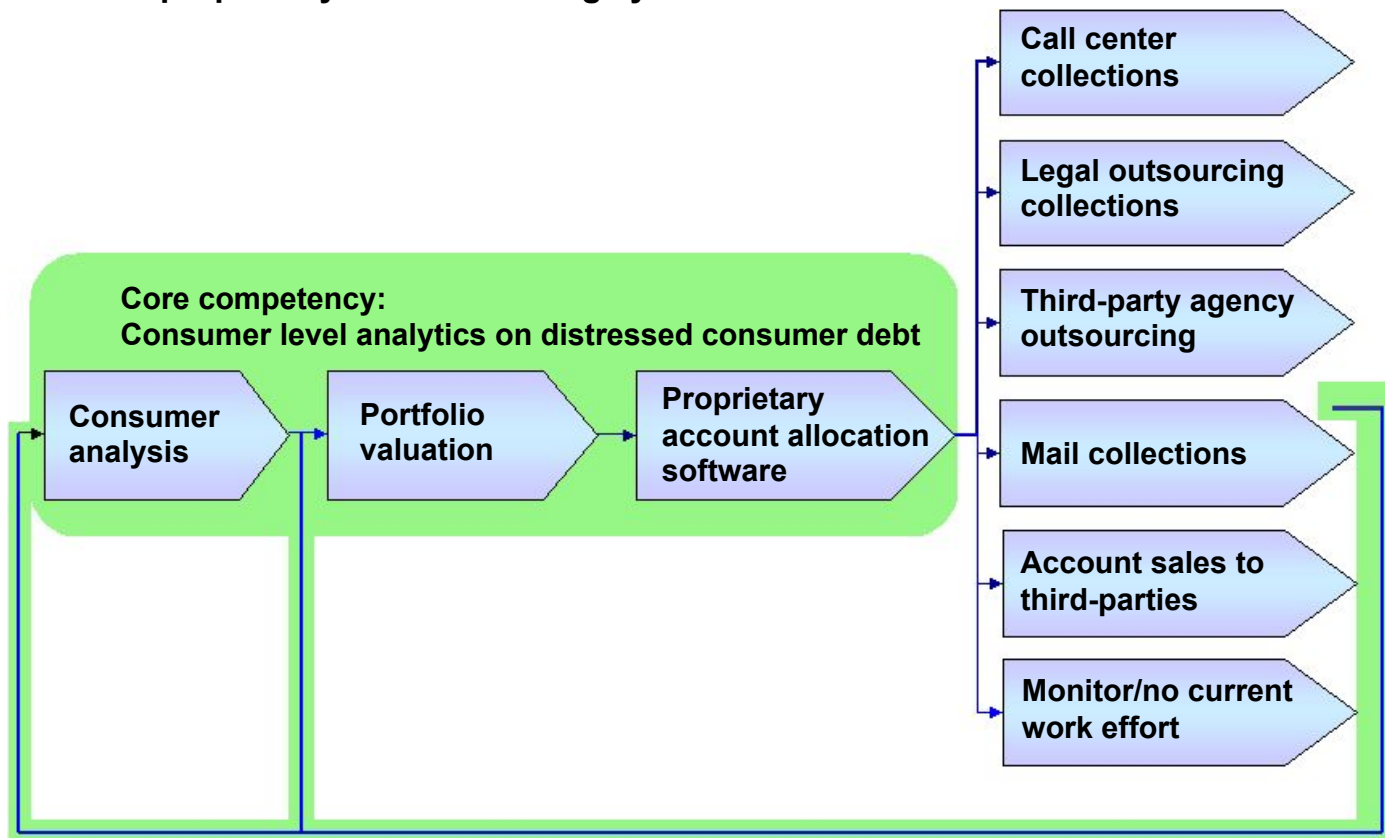 Call center
collections
Legal outsourcing
collections
Core competency:
Consumer level analytics on distressed consumer debt
Third-party agency
outsourcing
Consumer
analysis
Portfolio
valuation
Proprietary
account allocation
software
Mail collections
Account sales to
third-parties
Monitor/no current
work effort